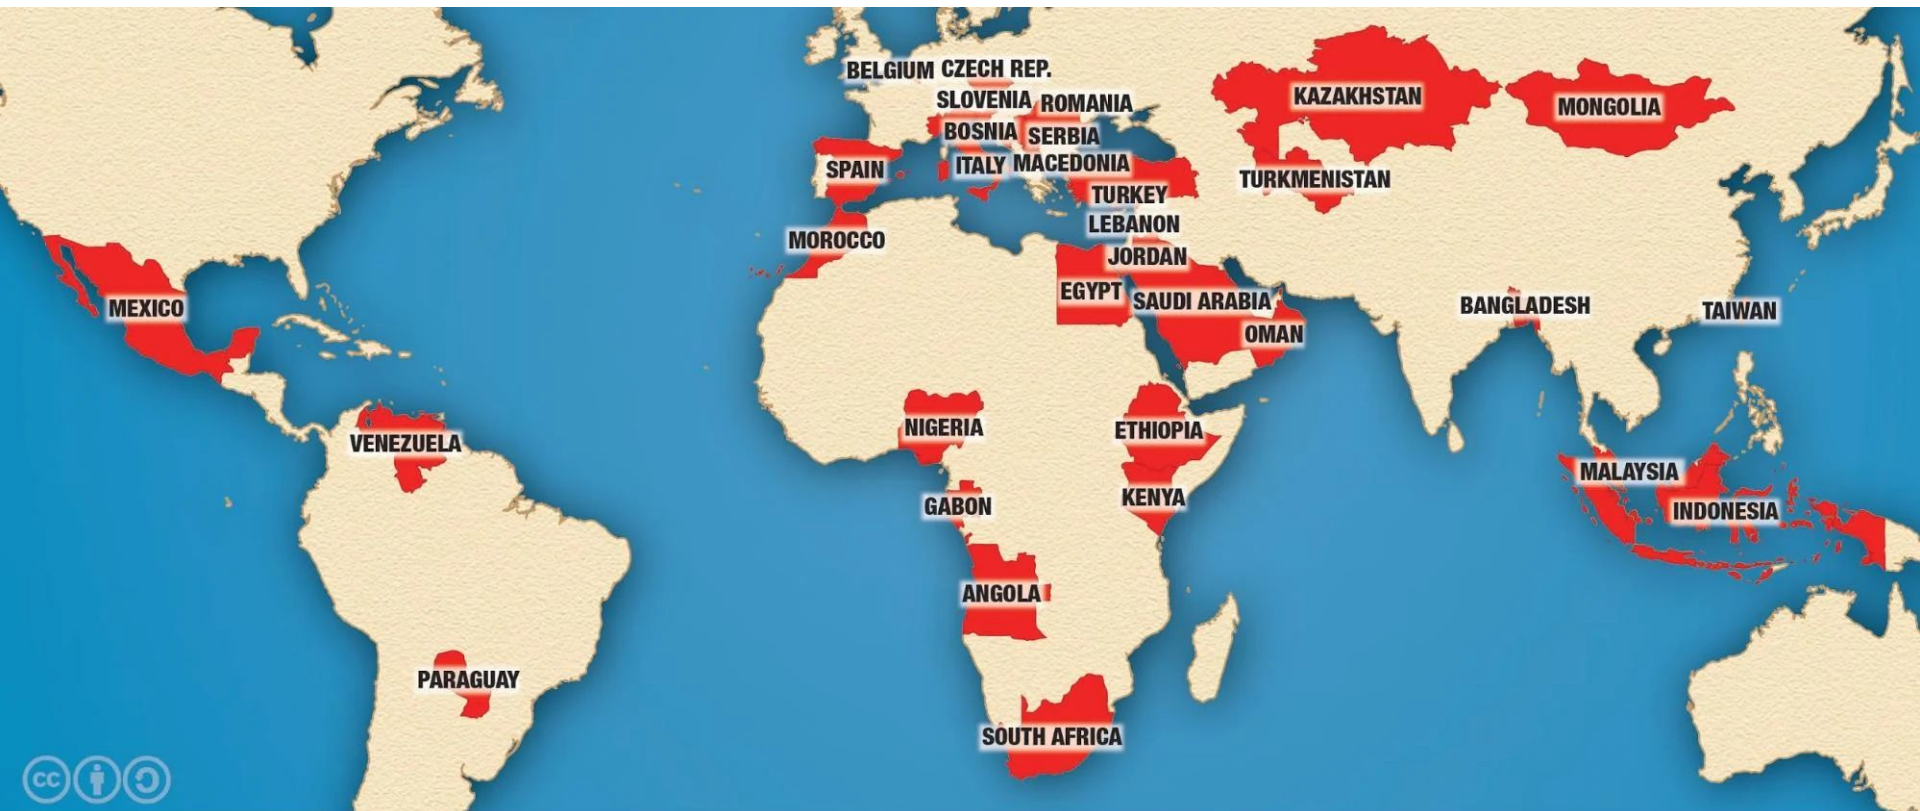 BELGIUM CZECH REP.
SLOVENIA ROMANIA
KAZAKHSTAN
MONGOLIA
BOSNIA SERBIA
SPAIN
ITALY MACEDONIA
TURKMENISTAN
TURKEY
LEBANON
MOROCCO
JORDAN
EGYPT
SAUDI ARABIA
MEXICO
BANGLADESH
TAIWAN
OMAN
VENEZUELA
NIGERIA
ETHIOPIA
MALAYSIA
GABON
KENYA
INDONESIA
ANGOLA
PARAGUAY
SOUTH AFRICA
cc